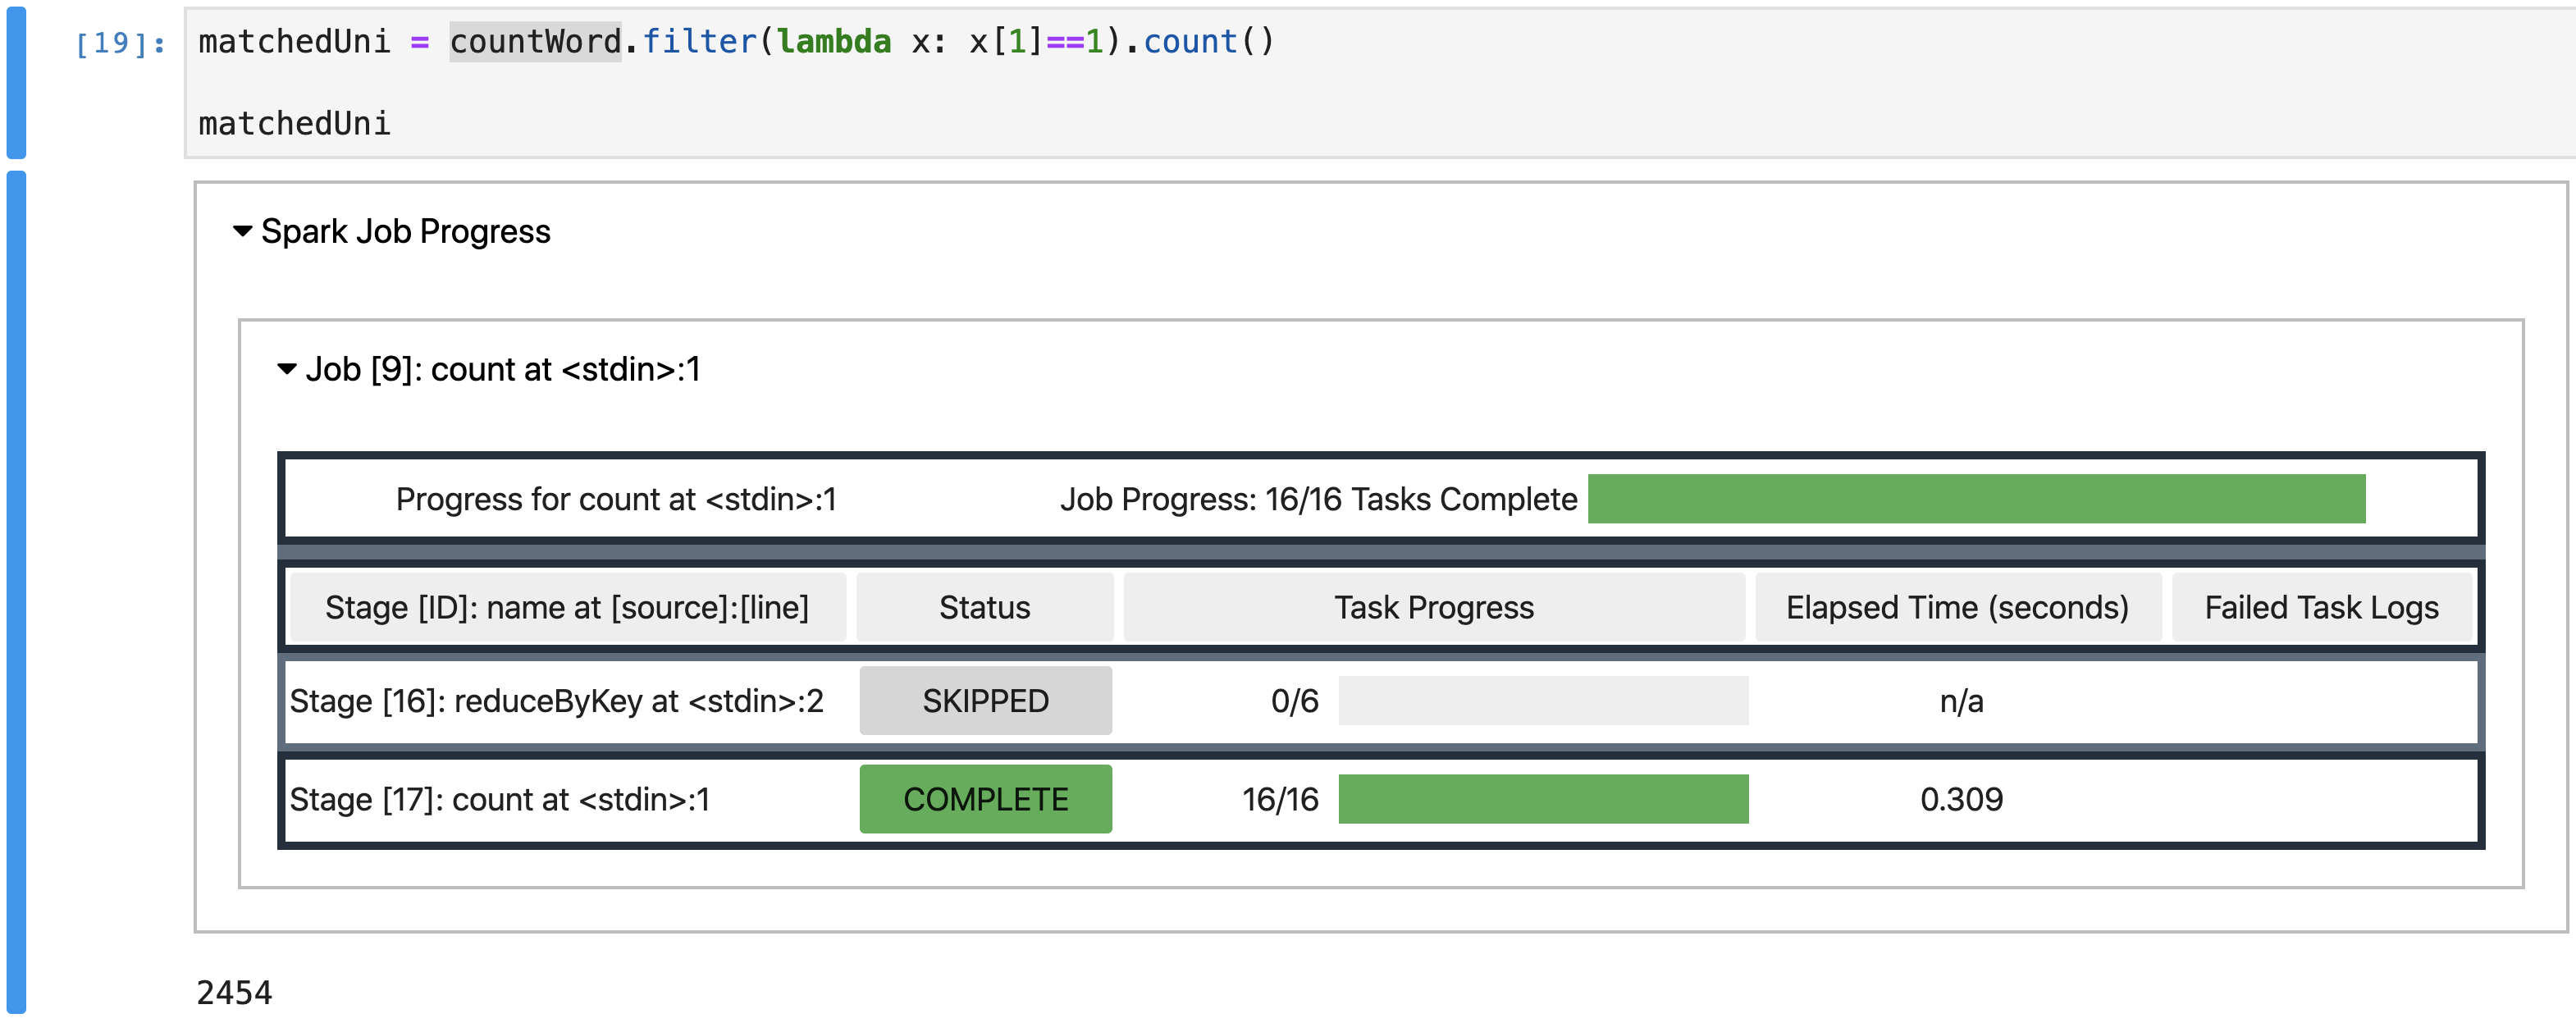 [19]: matchedUni = countWord.filter(lambda x: x[1]==1).count()
matchedUni
Spark Job Progress
Job [9]: count at <stdin>:1
Progress for count at <stdin>:1 Job Progress: 16/16 Tasks Complete
Stage [ID]: name at [source]:[line] Status Task Progress Elapsed Time (seconds) Failed Task Logs
Stage [16]: reduceByKey at <stdin>:2 SKIPPED 0/6 n/a
Stage [17]: count at <stdin>:1 COMPLETE 16/16 0.309
2454